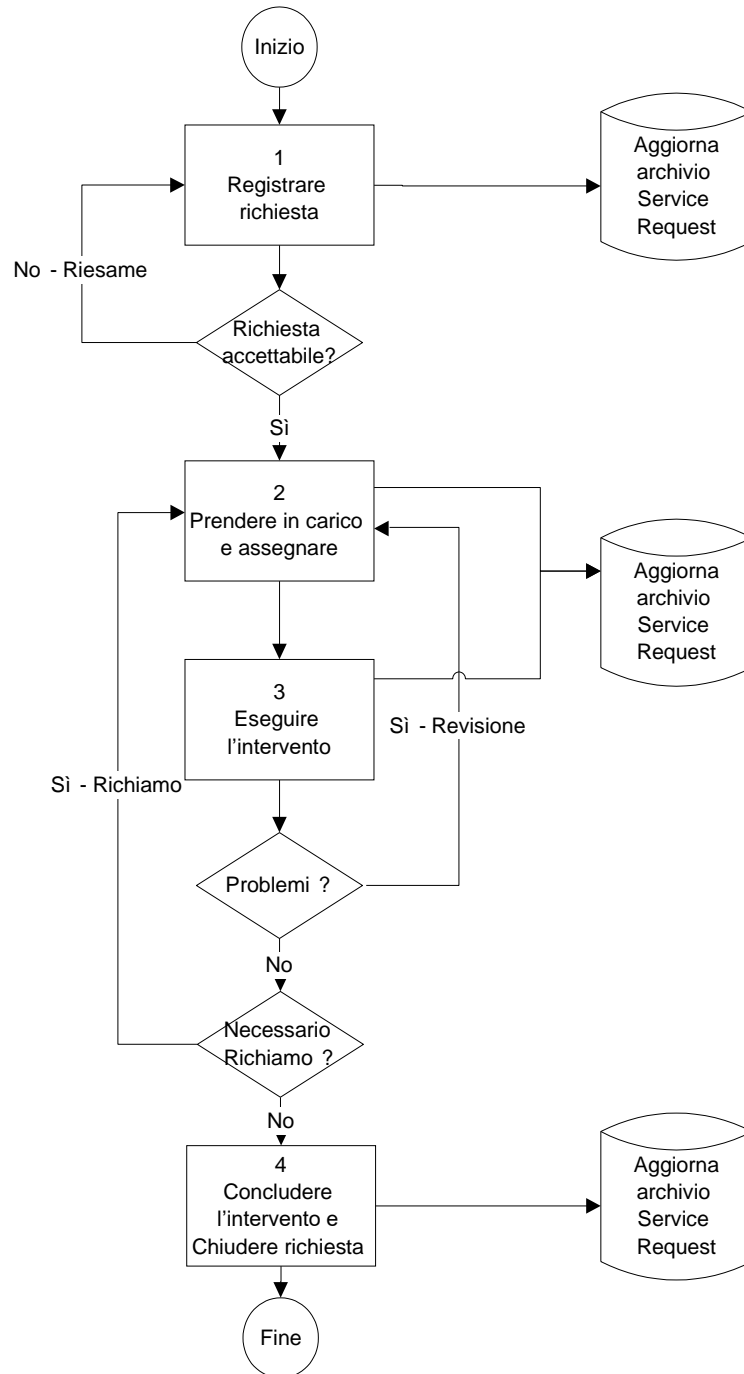 Inizio
1
Registrare
richiesta
Aggiorna
archivio
Service
Request
No - Riesame
Richiesta
accettabile?
Sì
2
Prendere in carico
e assegnare
Aggiorna
archivio
Service
Request
3
Eseguire
l'intervento
Sì - Revisione
Sì - Richiamo
Problemi ?
No
Necessario
Richiamo ?
No
4
Concludere
l'intervento e
Chiudere richiesta
Aggiorna
archivio
Service
Request
Fine